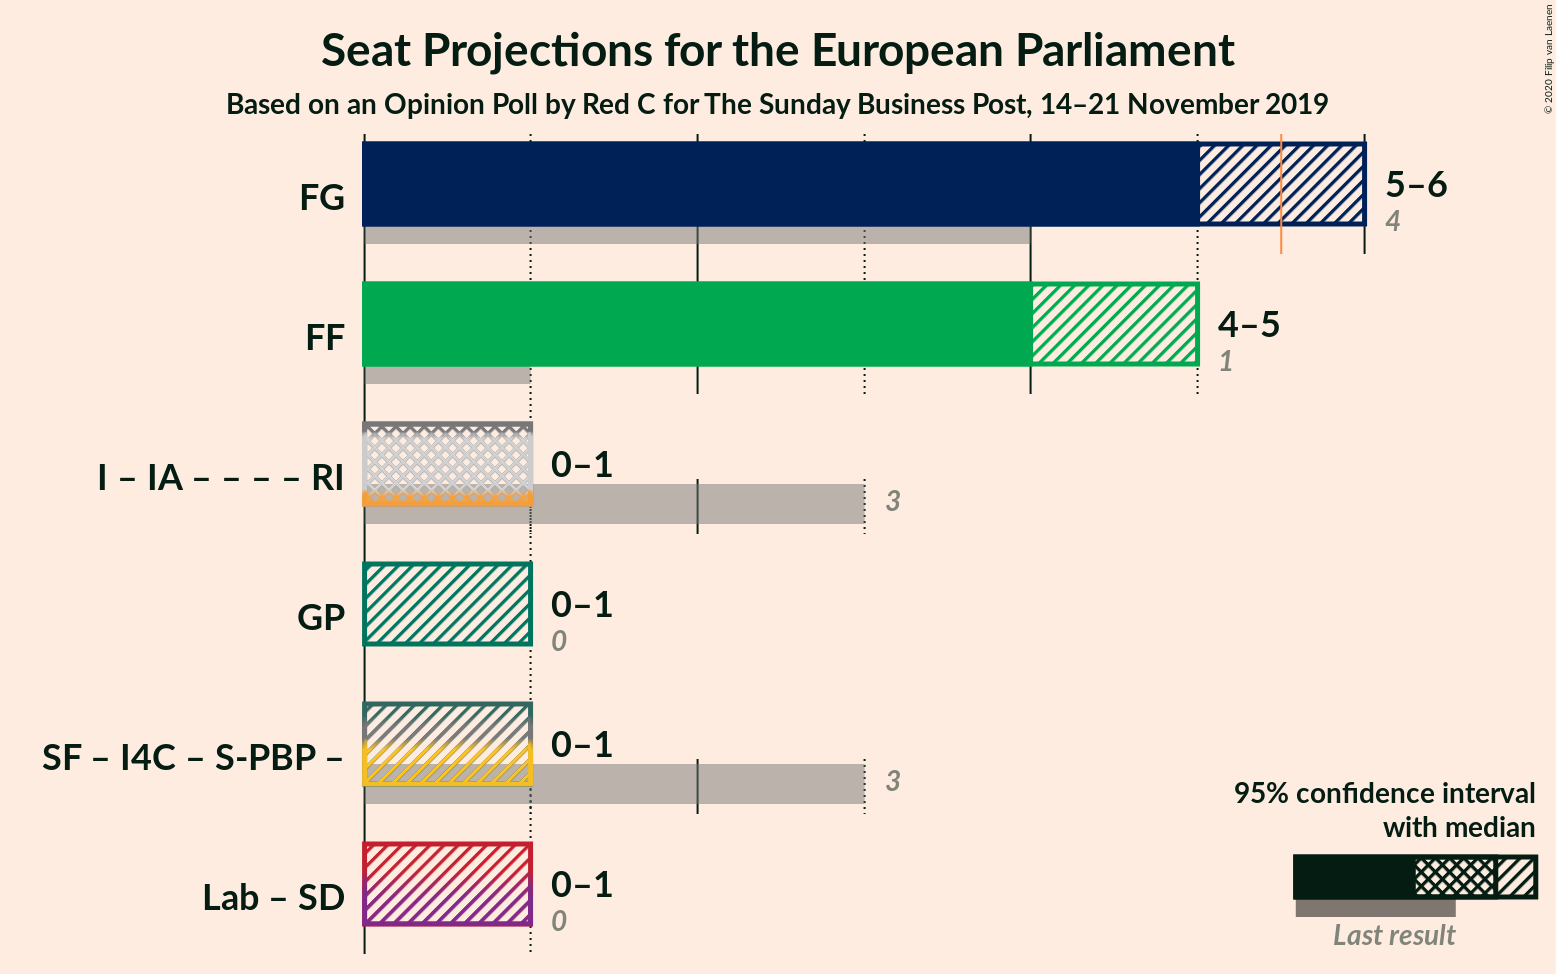 Seat Projections for the European Parliament
Based on an Opinion Poll by Red C for The Sunday Business Post, 14–21 November 2019
© 2020 Filip van Laenen
FG
5–6
4
FF
4–5
1
I – IA – – – – RI
0–1
3
GP
0–1
0
SF – I4C – S-PBP –
0–1
3
Lab – SD
0–1
0
95% confidence interval
with median
Last result